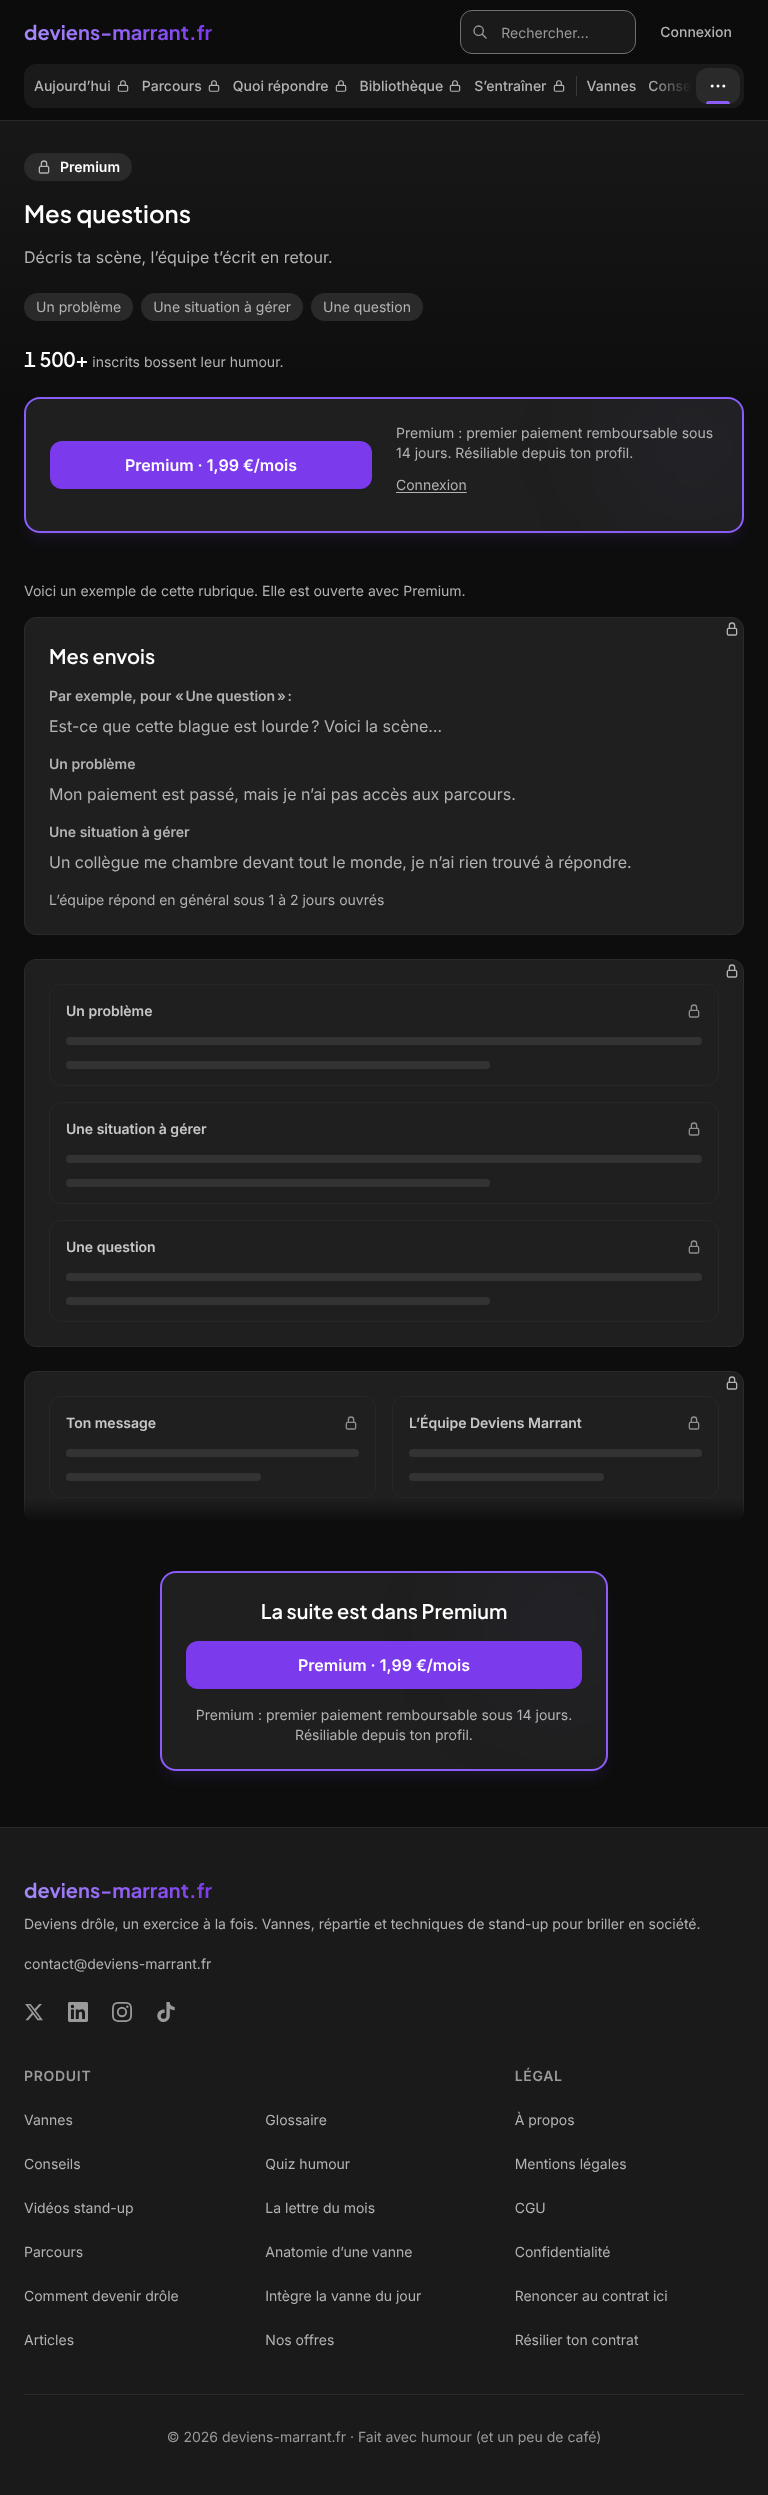 deviens-marrant.fr
Rechercher...
Connexion
Aujourd’hui
Parcours
Quoi répondre
Bibliothèque
S’entraîner
Vannes
Premium
Mes questions
Décris ta scène, l’équipe t’écrit en retour.
Un problème
Une situation à gérer
Une question
1 500+ inscrits bossent leur humour.
Premium · 1,99 €/mois
Premium : premier paiement remboursable sous
14 jours. Résiliable depuis ton profil.
Connexion
Voici un exemple de cette rubrique. Elle est ouverte avec Premium.
Mes envois
Par exemple, pour « Une question » :
Est-ce que cette blague est lourde ? Voici la scène…
Un problème
Mon paiement est passé, mais je n’ai pas accès aux parcours.
Une situation à gérer
Un collègue me chambre devant tout le monde, je n’ai rien trouvé à répondre.
L’équipe répond en général sous 1 à 2 jours ouvrés
Un problème
Une situation à gérer
Une question
Ton message
L’Équipe Deviens Marrant
La suite est dans Premium
Premium · 1,99 €/mois
Premium : premier paiement remboursable sous 14 jours.
Résiliable depuis ton profil.
deviens-marrant.fr
Deviens drôle, un exercice à la fois. Vannes, répartie et techniques de stand-up pour briller en société.
contact@deviens-marrant.fr
PRODUIT
Vannes
Conseils
Vidéos stand-up
Parcours
Comment devenir drôle
Articles
Glossaire
Quiz humour
La lettre du mois
Anatomie d’une vanne
Intègre la vanne du jour
Nos offres
LÉGAL
À propos
Mentions légales
CGU
Confidentialité
Renoncer au contrat ici
Résilier ton contrat
© 2026 deviens-marrant.fr · Fait avec humour (et un peu de café)